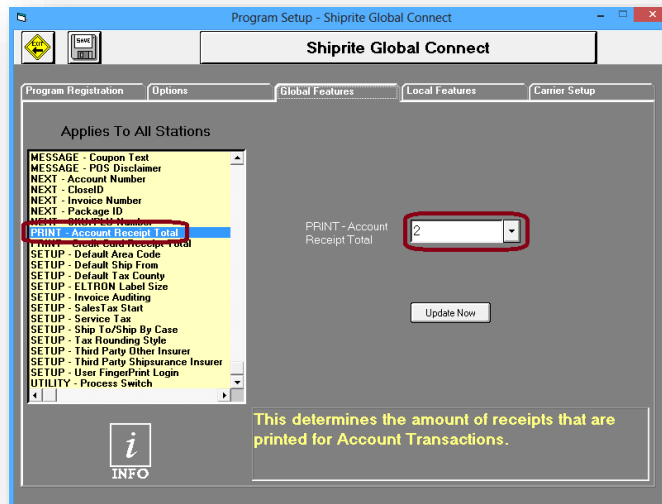 Program Setup - Shiprite Global Connect
EXIT
SAVE
Shiprite Global Connect
Program Registration
Options
Global Features
Local Features
Carrier Setup
Applies To All Stations
MESSAGE - Coupon Text
MESSAGE - POS Disclaimer
NEXT - Account Number
NEXT - CloseID
NEXT - Invoice Number
NEXT - Package ID
NEXT - SKU/PLU Number
PRINT - Account Receipt Total
PRINT - Credit Card Receipt Total
SETUP - Default Area Code
SETUP - Default Ship From
SETUP - Default Tax County
SETUP - ELTRON Label Size
SETUP - Invoice Auditing
SETUP - SalesTax Start
SETUP - Service Tax
SETUP - Ship To/Ship By Case
SETUP - Tax Rounding Style
SETUP - Third Party Other Insurer
SETUP - Third Party Shipsurance Insurer
SETUP - User FingerPrint Login
UTILITY - Process Switch
PRINT - Account
Receipt Total
2
Update Now
i
INFO
This determines the amount of receipts that are
printed for Account Transactions.